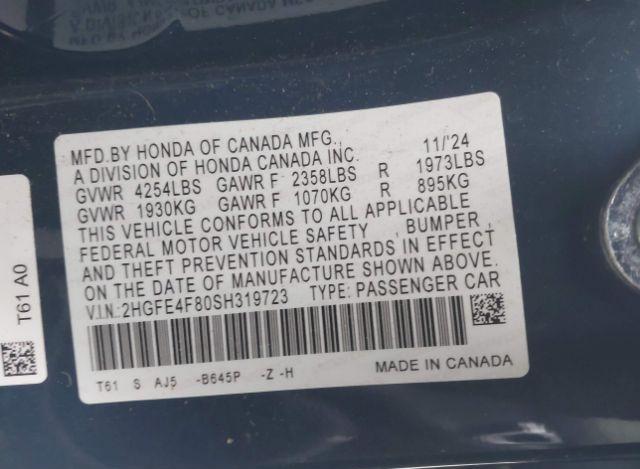 MFD.BY HONDA OF CANADA MFG., 11/'24
A DIVISION OF HONDA CANADA INC.
GVWR 4254LBS GAWR F 2358LBS R 1973LBS
GVWR 1930KG GAWR F 1070KG R 895KG
THIS VEHICLE CONFORMS TO ALL APPLICABLE
FEDERAL MOTOR VEHICLE SAFETY, BUMPER,
AND THEFT PREVENTION STANDARDS IN EFFECT
ON THE DATE OF MANUFACTURE SHOWN ABOVE.
V.I.N.:2HGFE4F80SH319723 TYPE: PASSENGER CAR
T61 S AJ5 -B645P -Z -H MADE IN CANADA
T61 A0